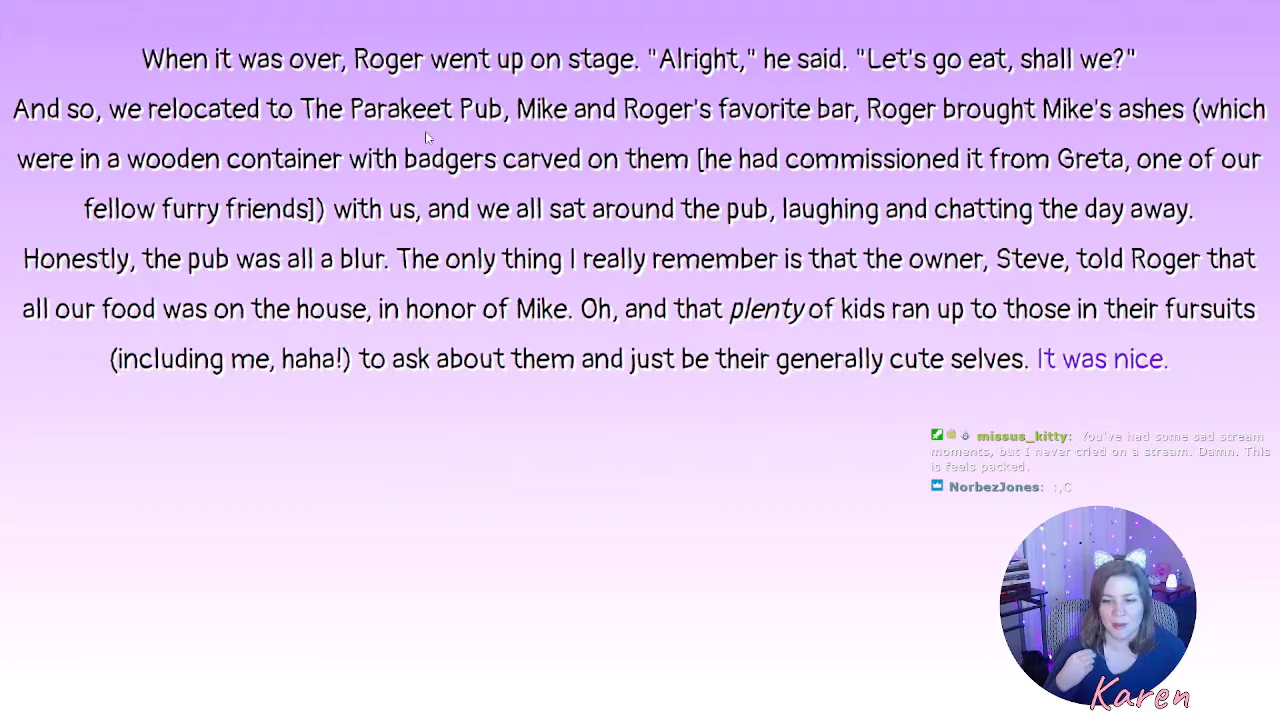 When it was over, Roger went up on stage. "Alright," he said. "Let's go eat, shall we?"
And so, we relocated to The Parakeet Pub, Mike and Roger's favorite bar, Roger brought Mike's ashes (which
were in a wooden container with badgers carved on them [he had commissioned it from Greta, one of our
fellow furry friends]) with us, and we all sat around the pub, laughing and chatting the day away.
Honestly, the pub was all a blur. The only thing I really remember is that the owner, Steve, told Roger that
all our food was on the house, in honor of Mike. Oh, and that plenty of kids ran up to those in their fursuits
(including me, haha!) to ask about them and just be their generally cute selves. It was nice.
missus_kitty: You've had some sad stream
moments, but I never cried on a stream. Damn. This
is feels packed.
NorbezJones: :,C
Karen